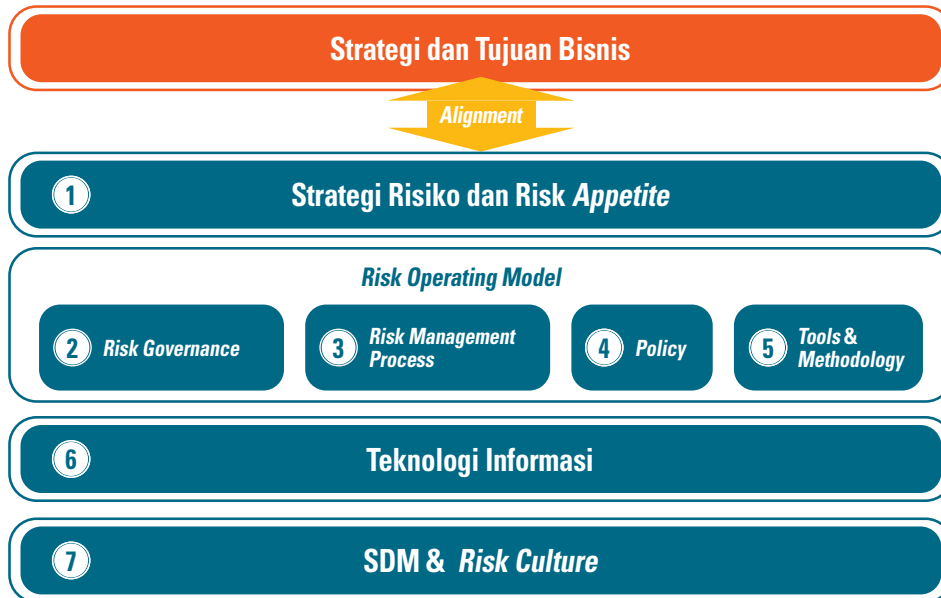 Strategi dan Tujuan Bisnis
Alignment
1 Strategi Risiko dan Risk Appetite
Risk Operating Model
2 Risk Governance
3 Risk Management
Process
4 Policy
5 Tools &
Methodology
6 Teknologi Informasi
7 SDM & Risk Culture